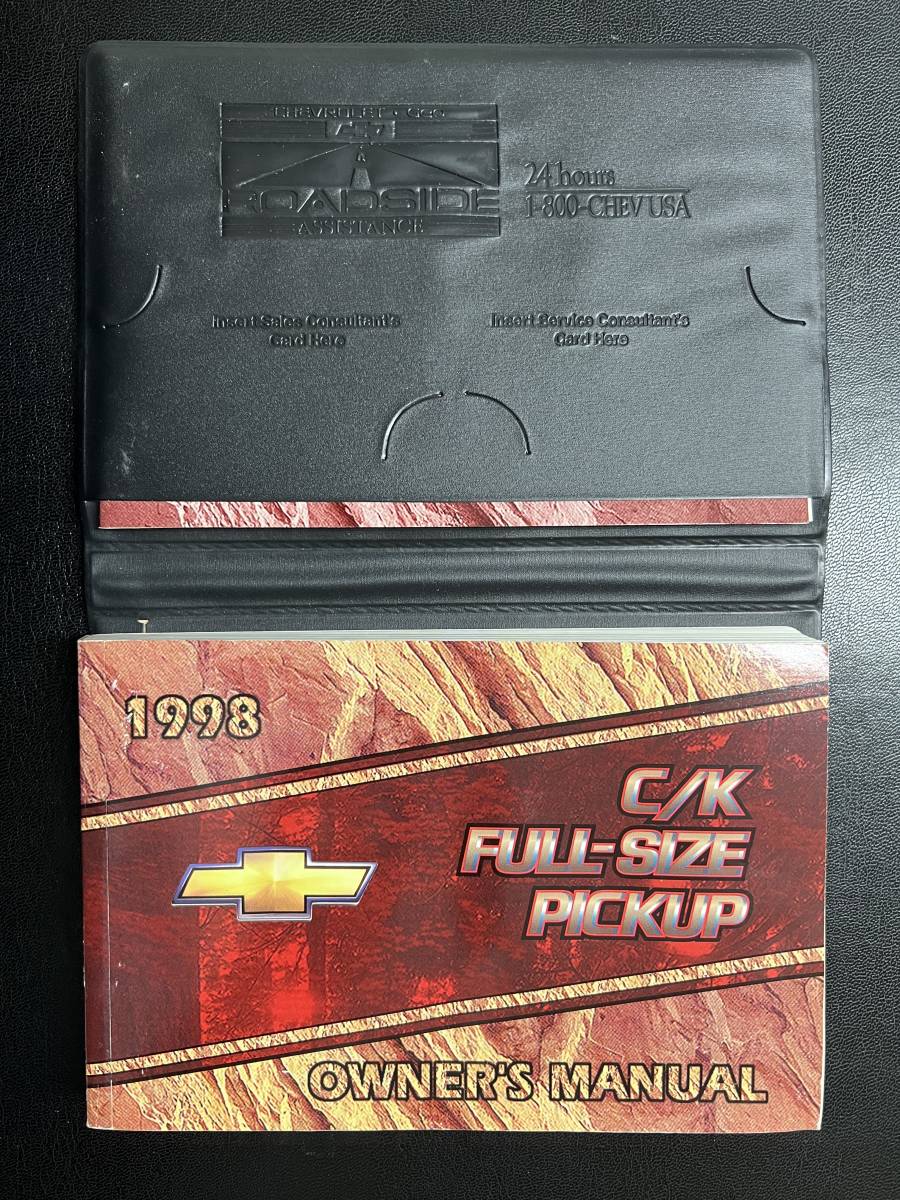 CHEVROLET • Geo
ROADSIDE
ASSISTANCE
24 hours
1-800-CHEV USA
Insert Sales Consultant's
Card Here
Insert Service Consultant's
Card Here
1998
C/K
FULL-SIZE
PICKUP
OWNER'S MANUAL